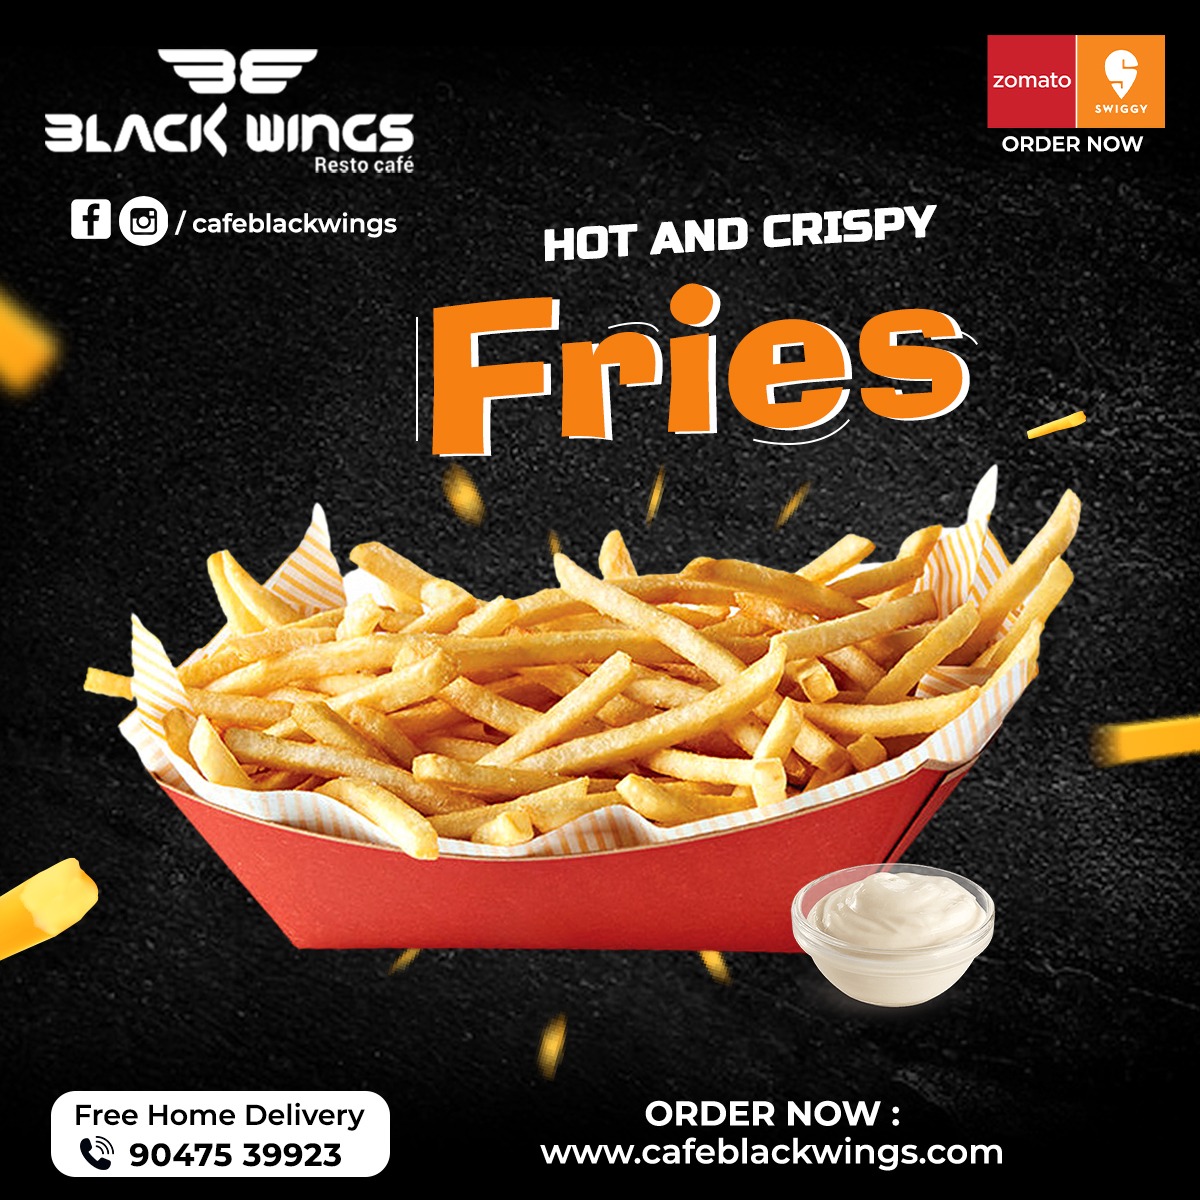 BLACK WINGS
Resto café
/ cafeblackwings
zomato
SWIGGY
ORDER NOW
HOT AND CRISPY
Fries
Free Home Delivery
90475 39923
ORDER NOW :
www.cafeblackwings.com